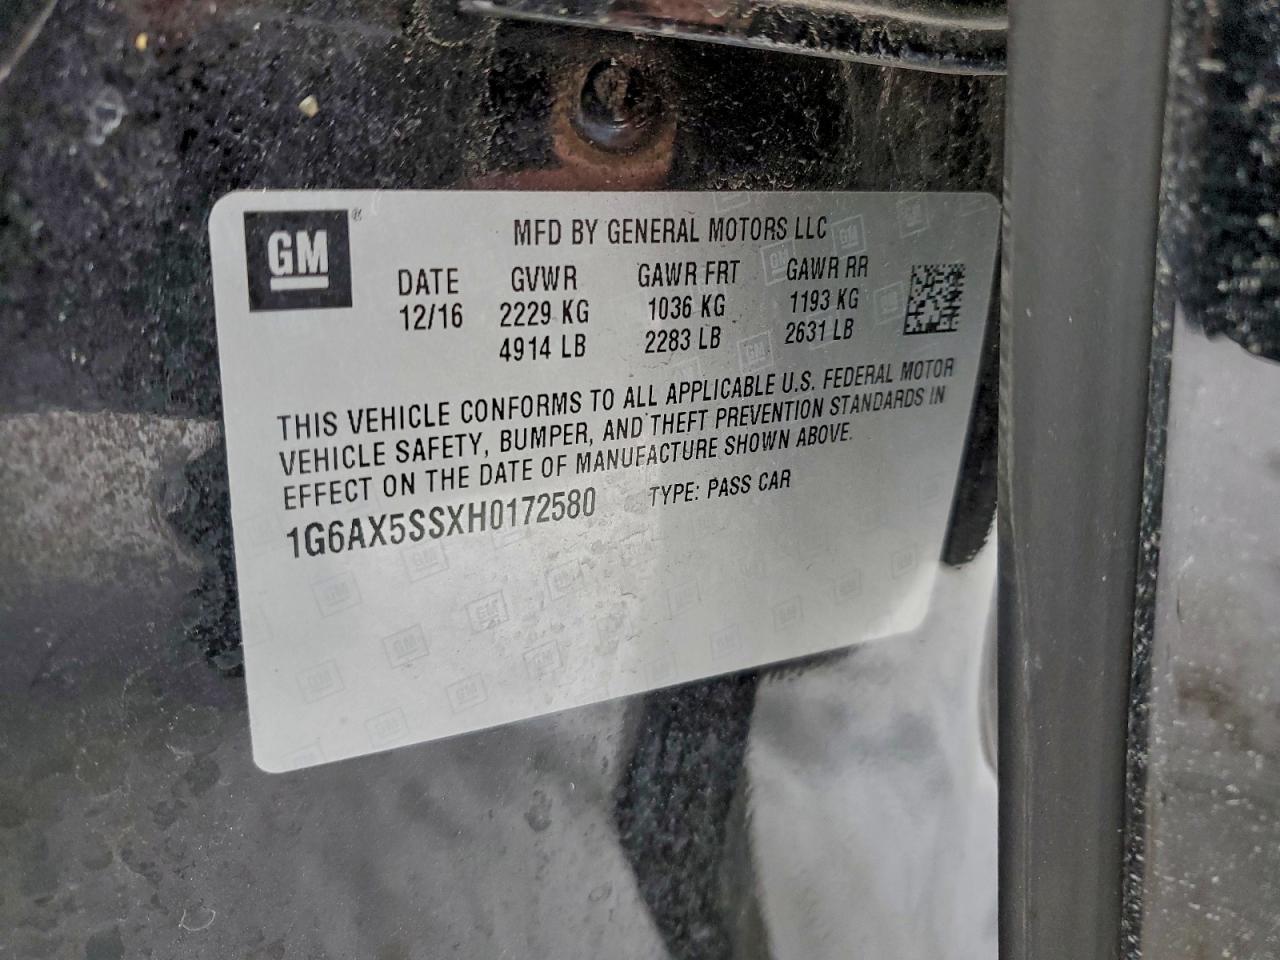 GM®
MFD BY GENERAL MOTORS LLC
DATE GVWR GAWR FRT GAWR RR
12/16 2229 KG 1036 KG 1193 KG
4914 LB 2283 LB 2631 LB
THIS VEHICLE CONFORMS TO ALL APPLICABLE U.S. FEDERAL MOTOR
VEHICLE SAFETY, BUMPER, AND THEFT PREVENTION STANDARDS IN
EFFECT ON THE DATE OF MANUFACTURE SHOWN ABOVE.
1G6AX5SSXH0172580 TYPE: PASS CAR